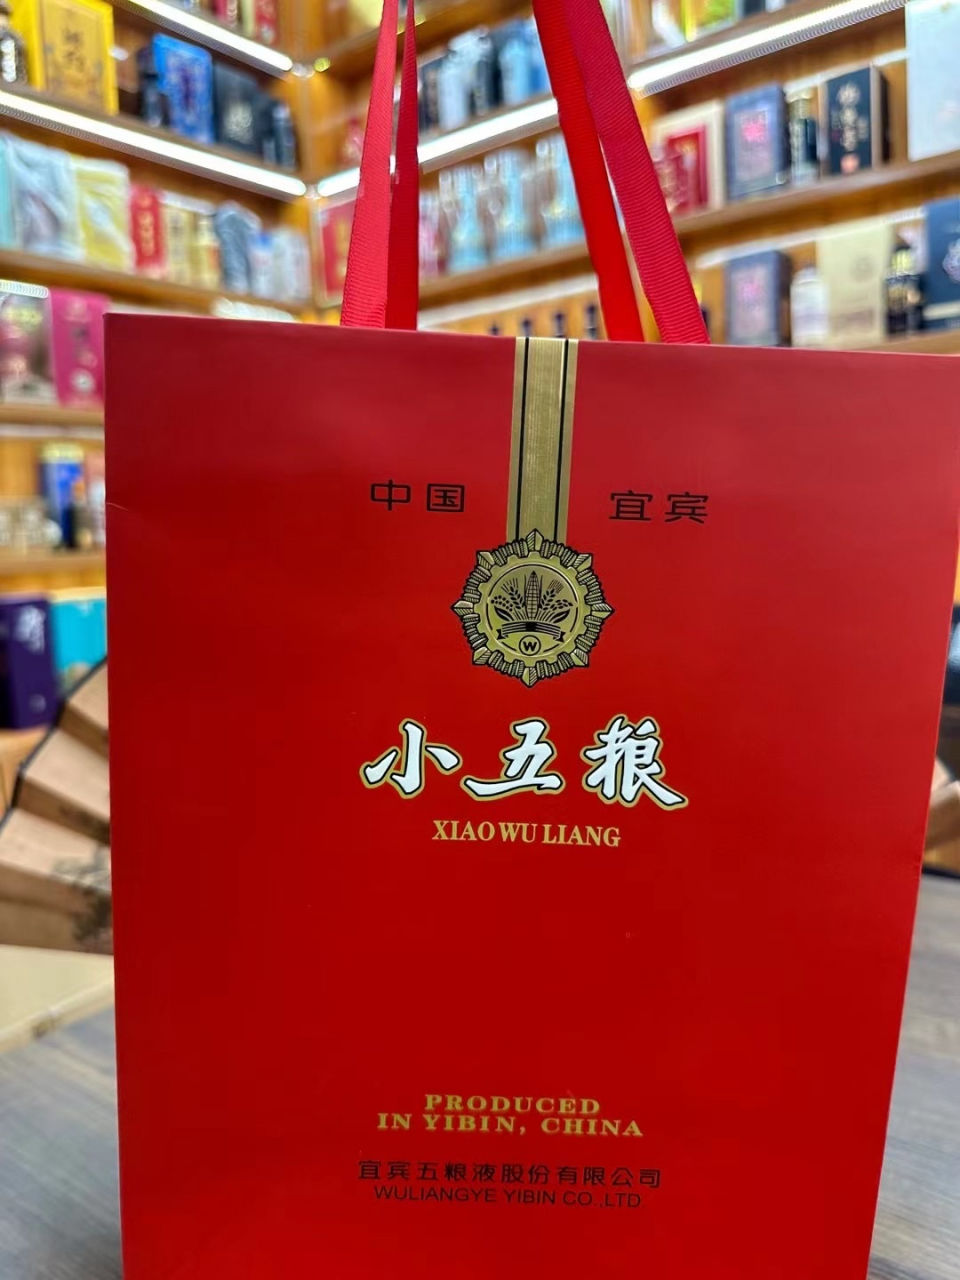 中国 宜宾
W
小五粮
XIAO WU LIANG
PRODUCED
IN YIBIN, CHINA
宜宾五粮液股份有限公司
WULIANGYE YIBIN CO.,LTD